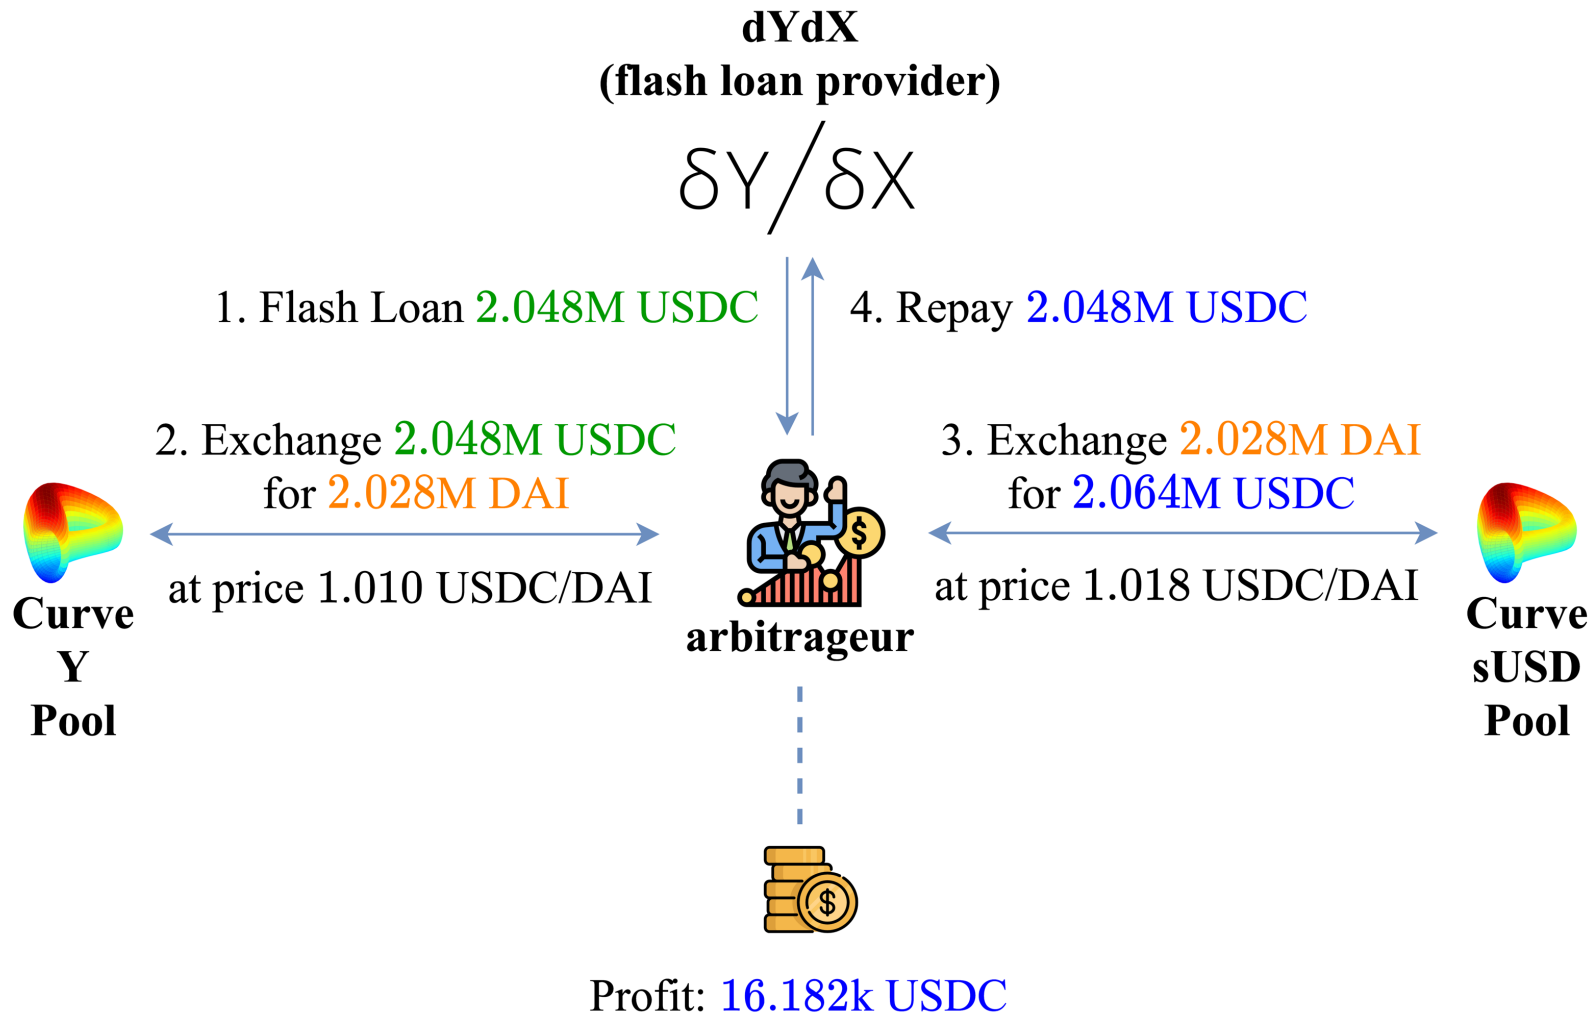 dYdX
(flash loan provider)
δY/δX
1. Flash Loan 2.048M USDC
4. Repay 2.048M USDC
2. Exchange 2.048M USDC
for 2.028M DAI
at price 1.010 USDC/DAI
3. Exchange 2.028M DAI
for 2.064M USDC
at price 1.018 USDC/DAI
Curve
Y
Pool
$
arbitrageur
Curve
sUSD
Pool
$
Profit: 16.182k USDC